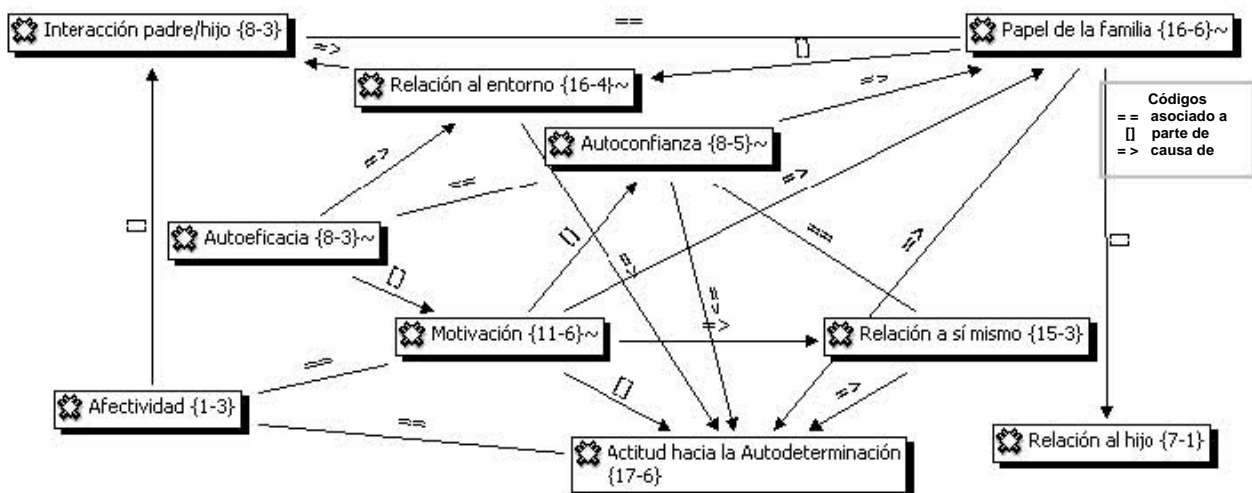 Interacción padre/hijo {8-3}
==
Papel de la familia {16-6}~
=>
[]
Relación al entorno {16-4}~
=>
Códigos
== asociado a
[] parte de
=> causa de
Autoconfianza {8-5}~
=>
==
=>
[]
Autoeficacia {8-3}~
[]
==
=>
[]
[]
=>
=>
=>
Motivación {11-6}~
Relación a sí mismo {15-3}
==
[]
=>
Afectividad {1-3}
==
Actitud hacia la Autodeterminación
{17-6}
Relación al hijo {7-1}